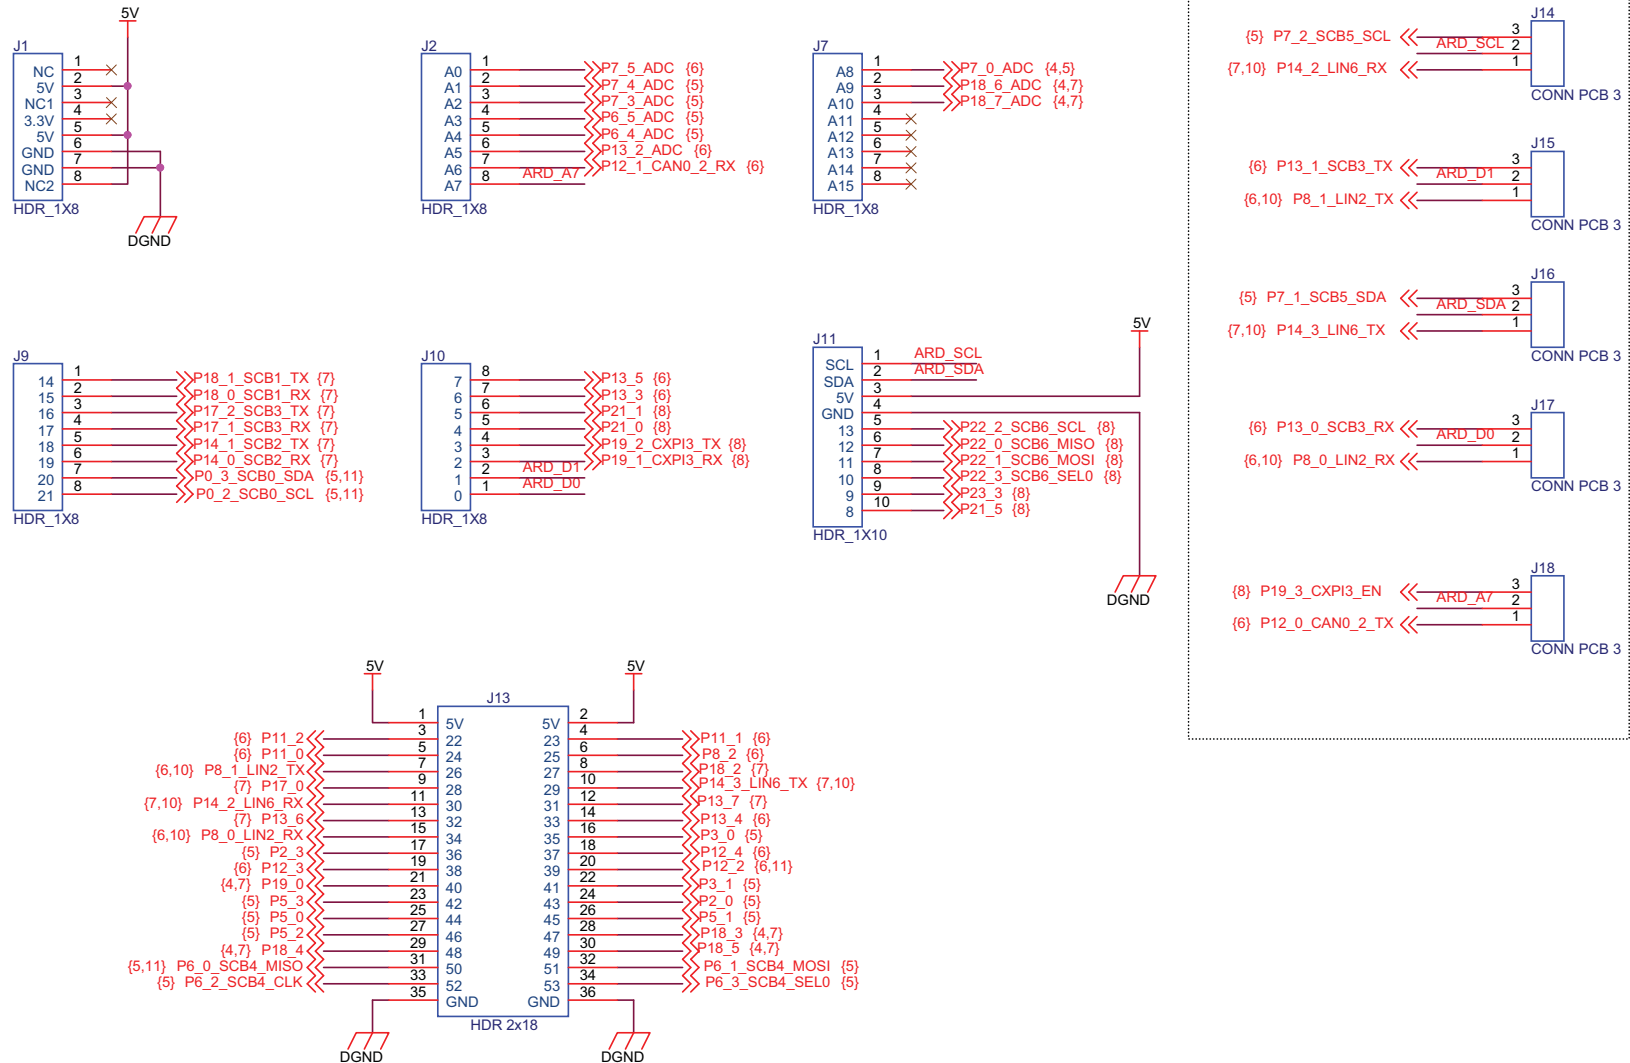 5V
J1
NC 1
5V 2
NC1 3
3.3V 4
5V 5
GND 6
GND 7
NC2 8
HDR_1X8
DGND
J2
A0 1 P7_5_ADC {6}
A1 2 P7_4_ADC {5}
A2 3 P7_3_ADC {5}
A3 4 P6_5_ADC {5}
A4 5 P6_4_ADC {5}
A5 6 P13_2_ADC {6}
A6 7 P12_1_CAN0_2_RX {6}
A7 8 ARD_A7
HDR_1X8
J7
A8 1 P7_0_ADC {4,5}
A9 2 P18_6_ADC {4,7}
A10 3 P18_7_ADC {4,7}
A11 4
A12 5
A13 6
A14 7
A15 8
HDR_1X8
J14
{5} P7_2_SCB5_SCL 3
ARD_SCL 2
{7,10} P14_2_LIN6_RX 1
CONN PCB 3
J15
{6} P13_1_SCB3_TX 3
ARD_D1 2
{6,10} P8_1_LIN2_TX 1
CONN PCB 3
J16
{5} P7_1_SCB5_SDA 3
ARD_SDA 2
{7,10} P14_3_LIN6_TX 1
CONN PCB 3
J17
{6} P13_0_SCB3_RX 3
ARD_D0 2
{6,10} P8_0_LIN2_RX 1
CONN PCB 3
J18
{8} P19_3_CXPI3_EN 3
ARD_A7 2
{6} P12_0_CAN0_2_TX 1
CONN PCB 3
J9
14 1 P18_1_SCB1_TX {7}
15 2 P18_0_SCB1_RX {7}
16 3 P17_2_SCB3_TX {7}
17 4 P17_1_SCB3_RX {7}
18 5 P14_1_SCB2_TX {7}
19 6 P14_0_SCB2_RX {7}
20 7 P0_3_SCB0_SDA {5,11}
21 8 P0_2_SCB0_SCL {5,11}
HDR_1X8
J10
7 8 P13_5 {6}
6 7 P13_3 {6}
5 6 P21_1 {8}
4 5 P21_0 {8}
3 4 P19_2_CXPI3_TX {8}
2 3 P19_1_CXPI3_RX {8}
1 2 ARD_D1
0 1 ARD_D0
HDR_1X8
5V
J11
SCL 1 ARD_SCL
SDA 2 ARD_SDA
5V 3
GND 4
13 5 P22_2_SCB6_SCL {8}
12 6 P22_0_SCB6_MISO {8}
11 7 P22_1_SCB6_MOSI {8}
10 8 P22_3_SCB6_SEL0 {8}
9 9 P23_3 {8}
8 10 P21_5 {8}
HDR_1X10
DGND
5V 5V
J13
1 5V 5V 2
{6} P11_2 3 22 23 4 P11_1 {6}
{6} P11_0 5 24 25 6 P8_2 {6}
{6,10} P8_1_LIN2_TX 7 26 27 8 P18_2 {7}
{7} P17_0 9 28 29 10 P14_3_LIN6_TX {7,10}
{7,10} P14_2_LIN6_RX 11 30 31 12 P13_7 {7}
{7} P13_6 13 32 33 14 P13_4 {6}
{6,10} P8_0_LIN2_RX 15 34 35 16 P3_0 {5}
{5} P2_3 17 36 37 18 P12_4 {6}
{6} P12_3 19 38 39 20 P12_2 {6,11}
{4,7} P19_0 21 40 41 22 P3_1 {5}
{5} P5_3 23 42 43 24 P2_0 {5}
{5} P5_0 25 44 45 26 P5_1 {5}
{5} P5_2 27 46 47 28 P18_3 {4,7}
{4,7} P18_4 29 48 49 30 P18_5 {4,7}
{5,11} P6_0_SCB4_MISO 31 50 51 32 P6_1_SCB4_MOSI {5}
{5} P6_2_SCB4_CLK 33 52 53 34 P6_3_SCB4_SEL0 {5}
35 GND GND 36
HDR 2x18
DGND DGND